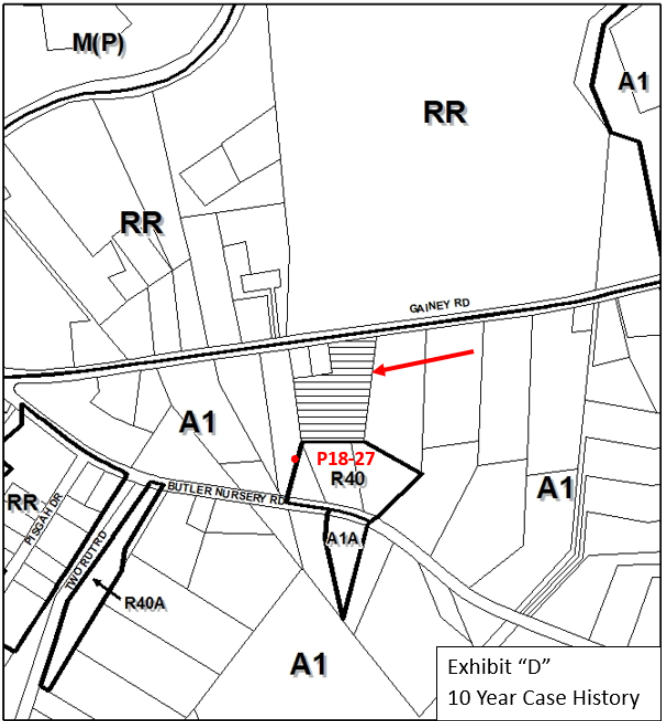 M(P)
A1
RR
RR
GAINEY RD
A1
P18-27
R40
A1
BUTLER NURSERY RD
RR
PISGAH DR
TWO RUT RD
A1A
R40A
A1
Exhibit “D”
10 Year Case History